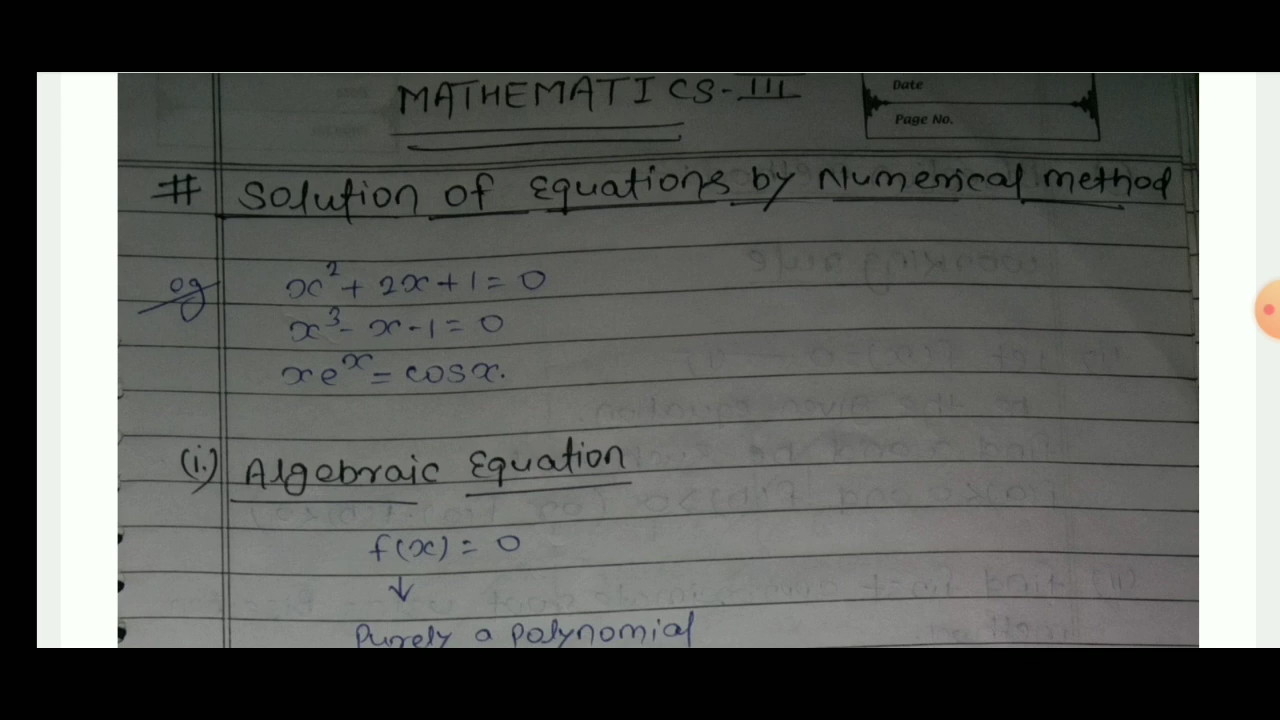 MATHEMATICS-III
Date
Page No.
# Solution of Equations by Numerical method
eg x² + 2x + 1 = 0
x³ - x - 1 = 0
xeˣ = cosx.
(i.) Algebraic Equation
f(x) = 0
↓
Purely a polynomial